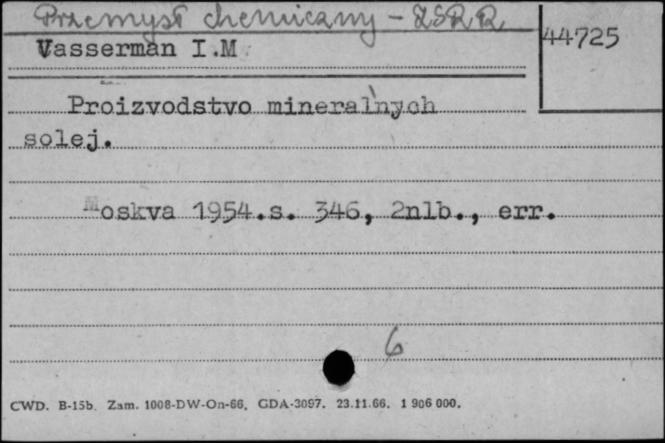 Przemysł chemiczny - ZSRR
44725
Vasserman I.M
Proizvodstvo mineralnych
solej.
Moskva 1954.s. 346, 2nlb., err.
6
CWD. B-15b. Zam. 1008-DW-On-66. GDA-3097. 23.11.66. 1 906 000.